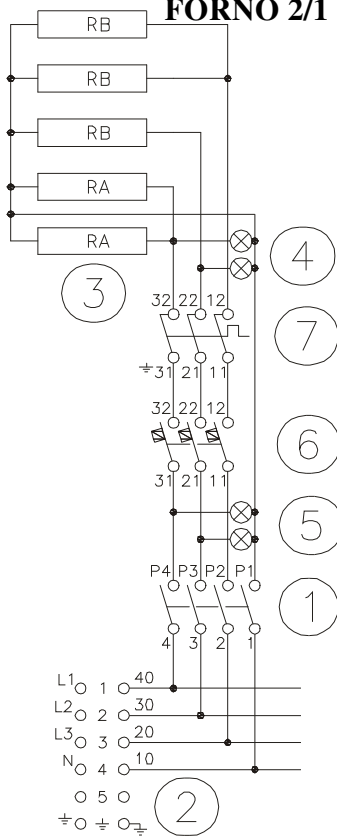 FORNO 2/1
RB
RB
RB
RA
RA
4
3
32 22 12
7
31 21 11
32 22 12
6
31 21 11
5
P4 P3 P2 P1
1
4 3 2 1
L1 1 40
L2 2 30
L3 3 20
N 4 10
5
2